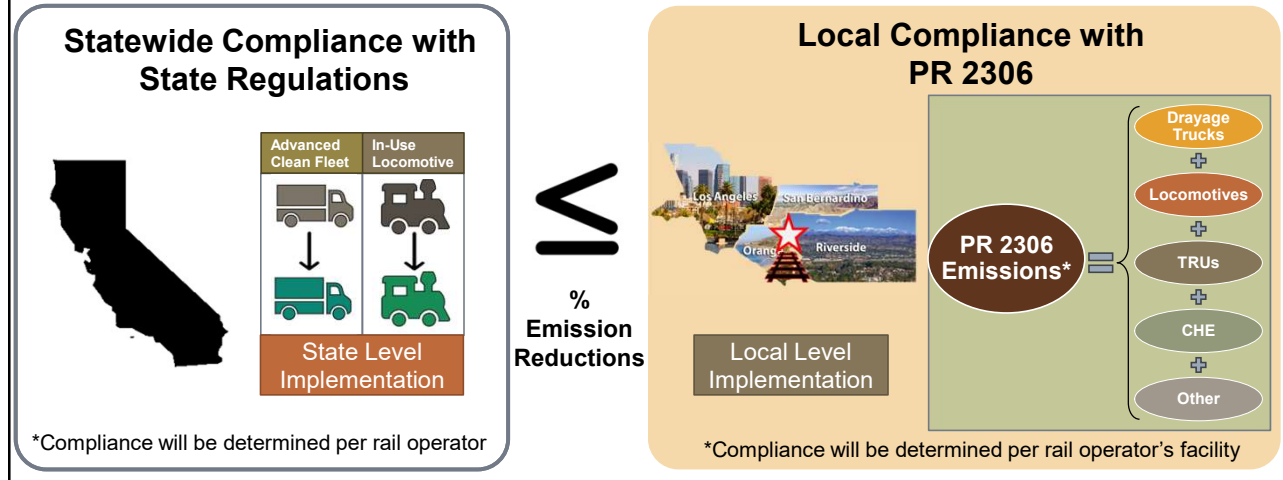 Statewide Compliance with
State Regulations
Advanced
Clean Fleet
In-Use
Locomotive
State Level
Implementation
*Compliance will be determined per rail operator
≤
%
Emission
Reductions
Local Compliance with
PR 2306
Los Angeles
San Bernardino
Orang
Riverside
Local Level
Implementation
PR 2306
Emissions*
=
Drayage
Trucks
+
Locomotives
+
TRUs
+
CHE
+
Other
*Compliance will be determined per rail operator's facility